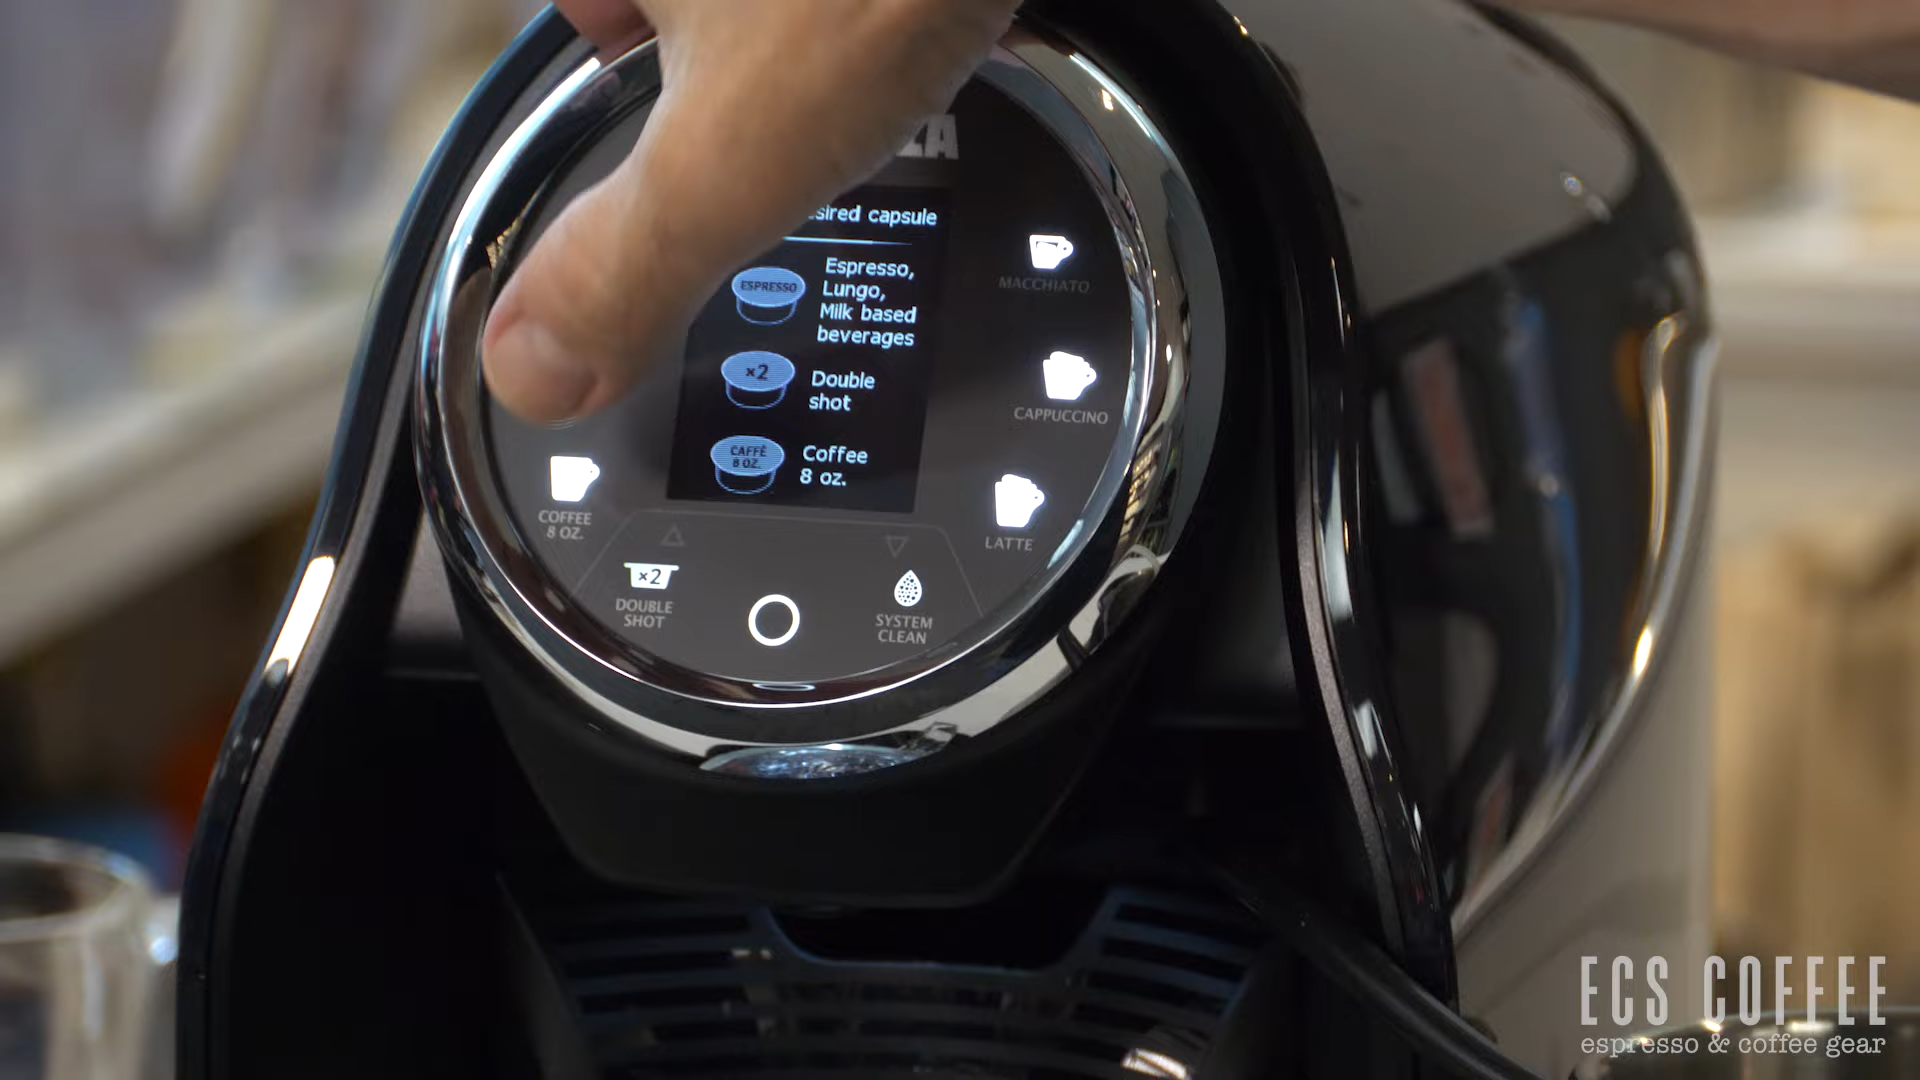 ZA
sired capsule
ESPRESSO
Espresso,
Lungo,
Milk based
beverages
×2
Double
shot
CAFFÈ
8 OZ.
Coffee
8 oz.
MACCHIATO
CAPPUCCINO
LATTE
COFFEE
8 OZ.
×2
DOUBLE
SHOT
SYSTEM
CLEAN
ECS COFFEE
espresso & coffee gear